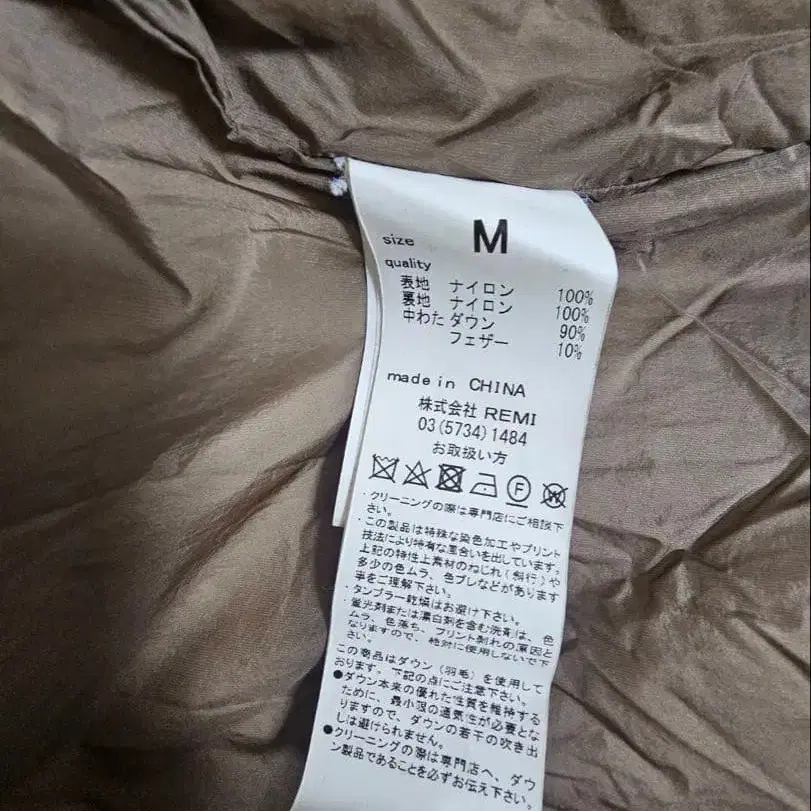 size M
quality
表地 ナイロン 100%
裏地 ナイロン 100%
中わた ダウン 90%
フェザー 10%
made in CHINA
株式会社 REMI
03(5734)1484
お取扱い方
F W
・クリーニングの際は専門店にご相談下
さい。
・この製品は特殊な染色加工やプリント
技法により特有な風合いを出しています。
上記の特性上素材のねじれ(斜行)や
多少の色ムラ、色ブレなどがあります
事をご理解下さい。
・タンブラー乾燥はお避け下さい。
・蛍光剤または漂白剤を含む洗剤は、色
ムラ、色落ち、プリント剥れの原因と
なりますので、絶対に使用しないで下
さい。
この商品はダウン(羽毛)を使用して
おります。下記の点にご注意下さい。
●ダウン本来の優れた性質を維持する
ために、最小限の通気性が必要とな
りますので、ダウンの若干の吹き出
しは避けられません。
●クリーニングの際は専門店へ、ダウ
ン製品であることを必ずお伝え下さい。